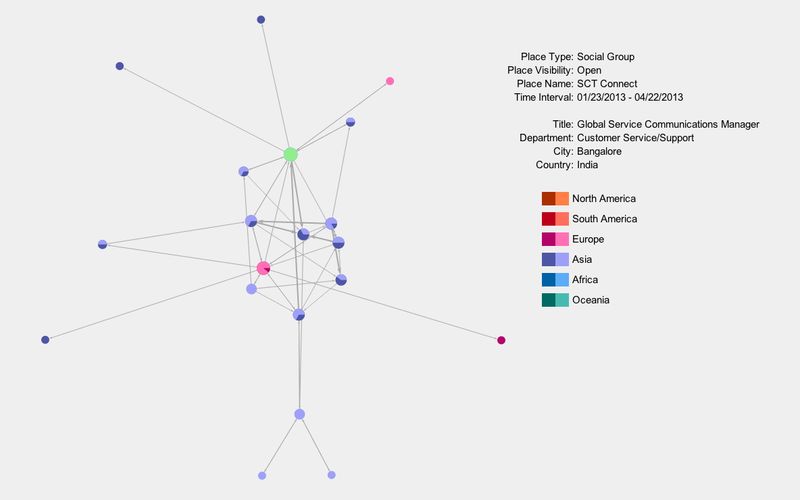 Place Type: Social Group
Place Visibility: Open
Place Name: SCT Connect
Time Interval: 01/23/2013 - 04/22/2013
Title: Global Service Communications Manager
Department: Customer Service/Support
City: Bangalore
Country: India
North America
South America
Europe
Asia
Africa
Oceania